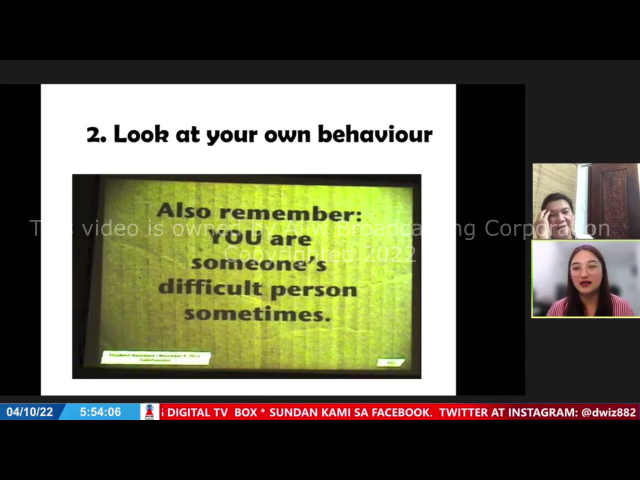 2. Look at your own behaviour
Also remember:
YOU are
someone's
difficult person
sometimes.
This video is owned by ALIW Broadcasting Corporation
Copyrighted 2022
04/10/22
5:54:06
DIGITAL TV BOX * SUNDAN KAMI SA FACEBOOK. TWITTER AT INSTAGRAM: @dwiz882